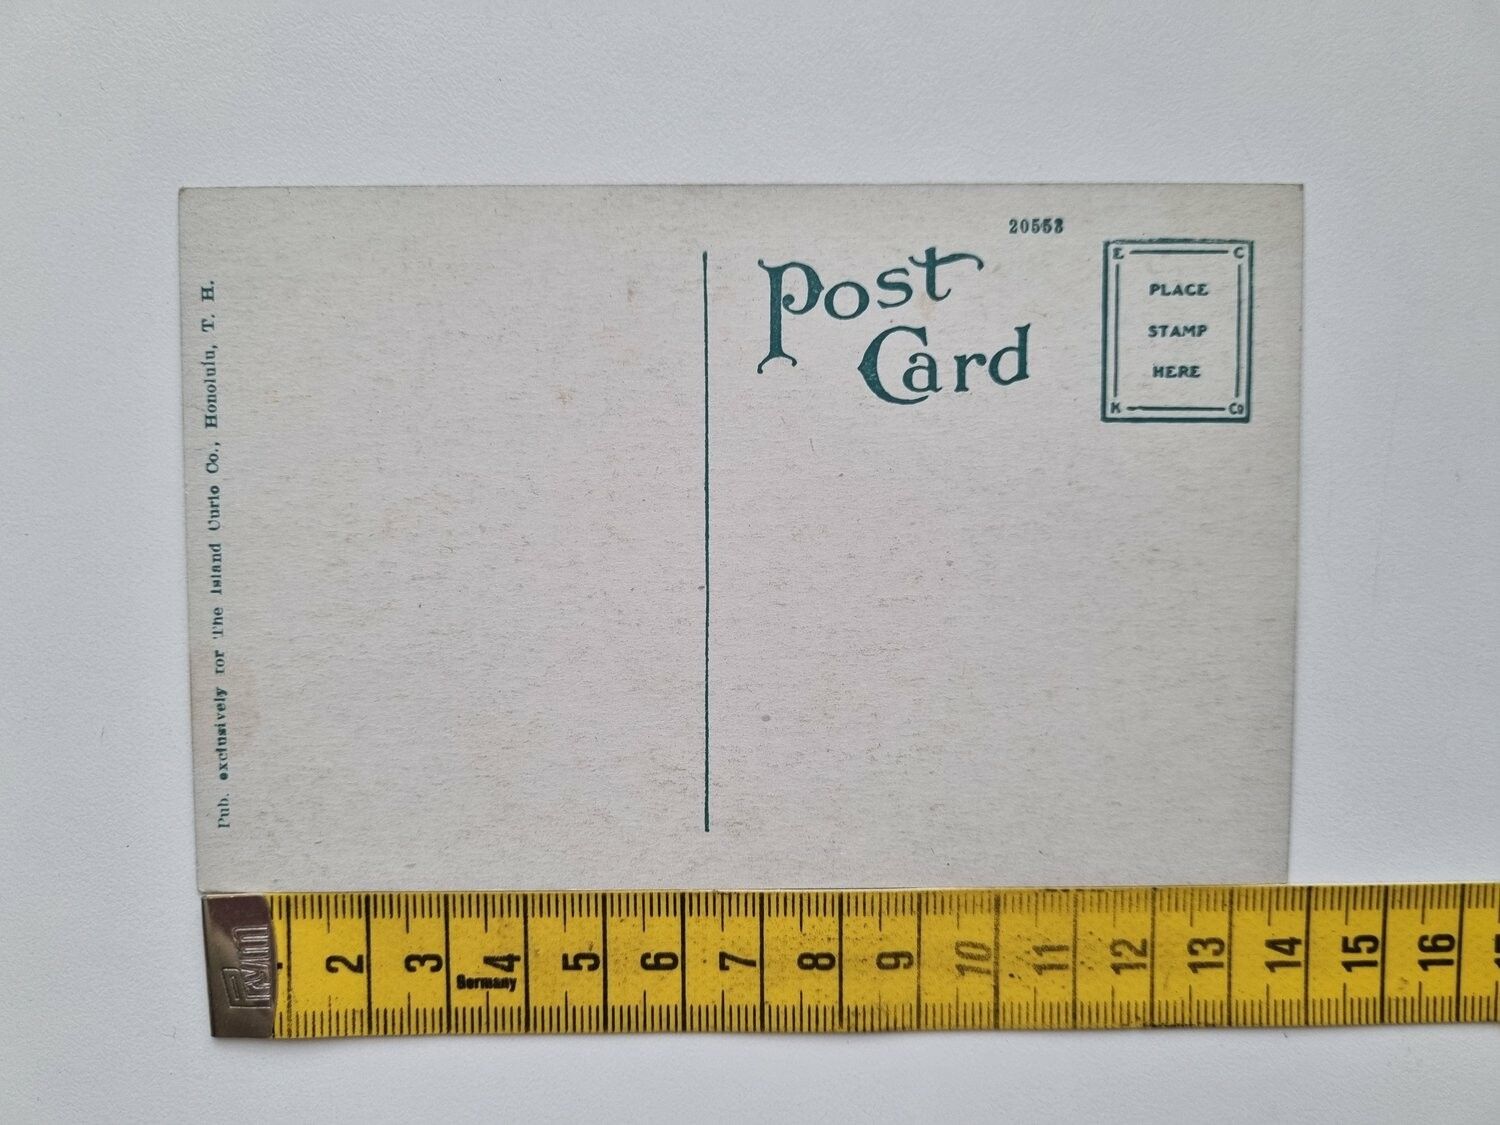 20558
Post
Card
E C
PLACE
STAMP
HERE
K Co
Pub. exclusively for The Island Curio Co., Honolulu, T. H.
2 3 4 5 6 7 8 9 10 11 12 13 14 15 16
Germany